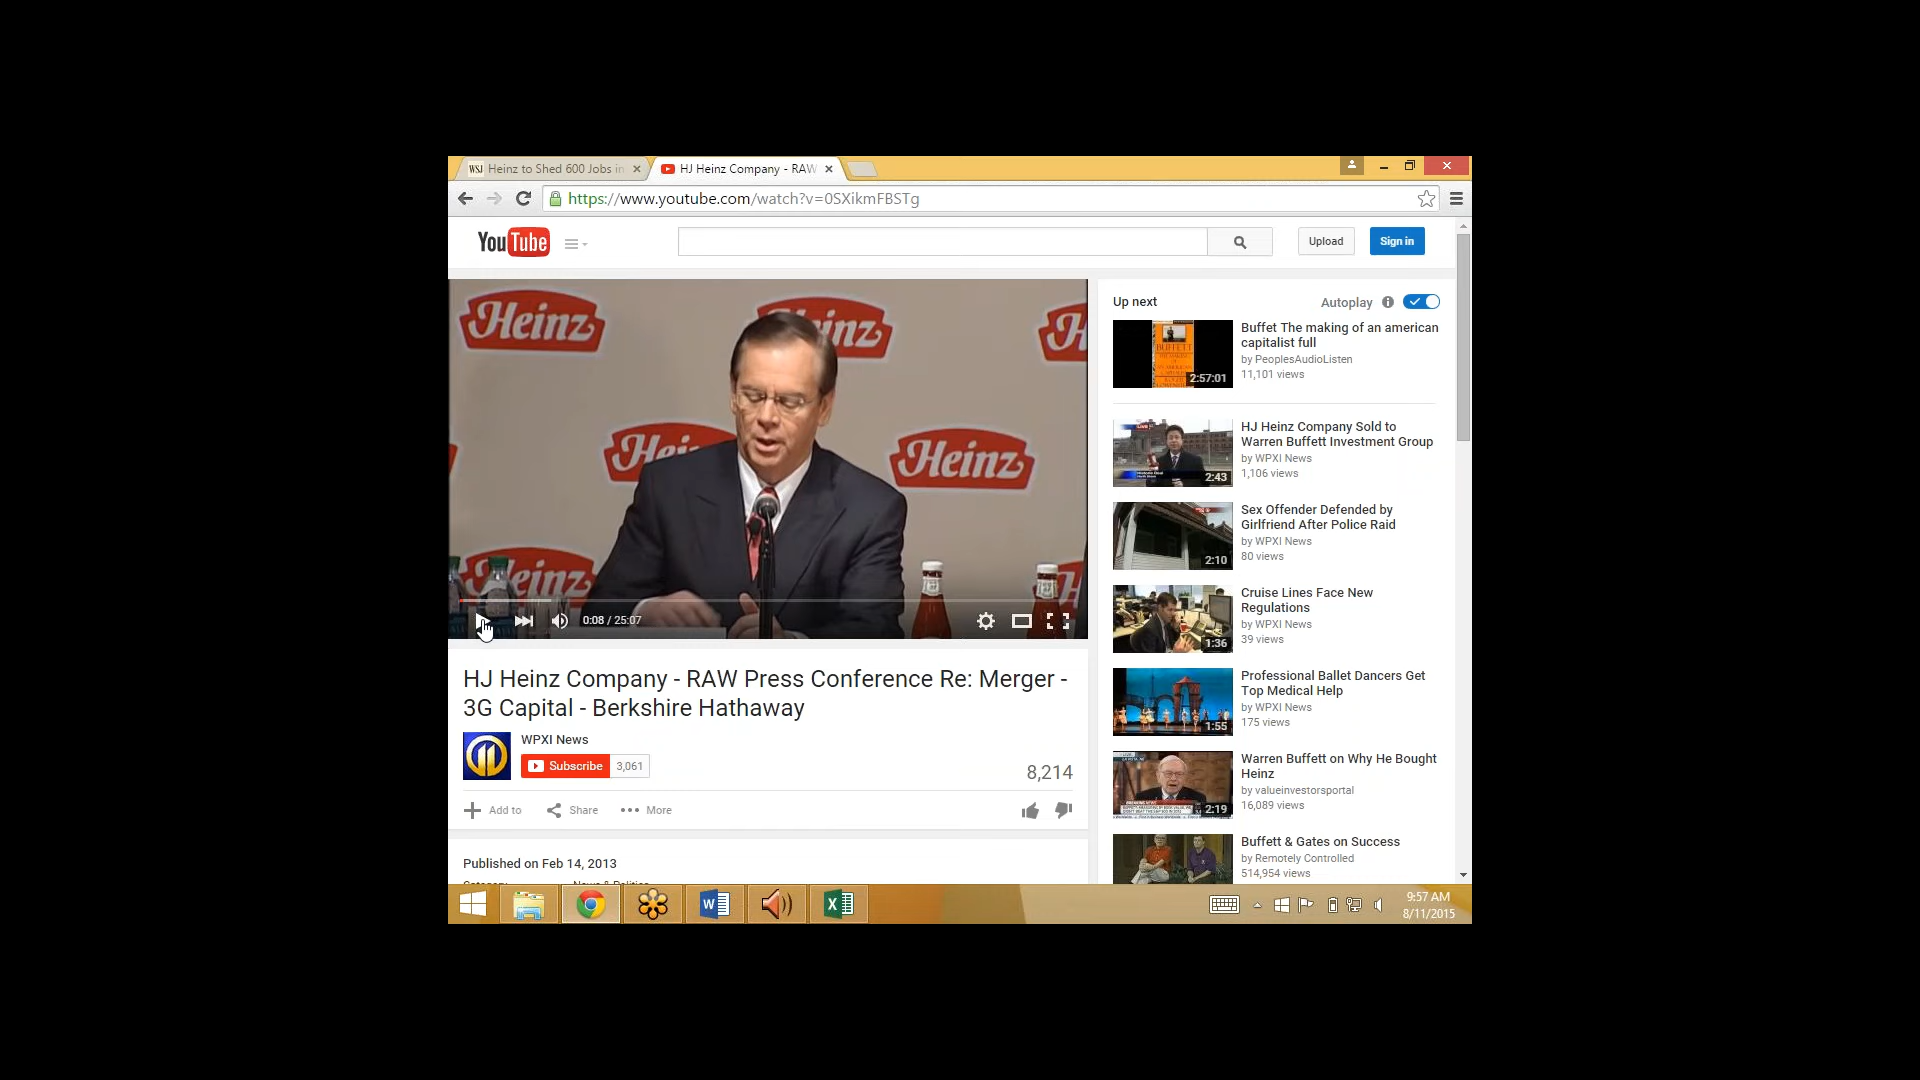 WSJ Heinz to Shed 600 Jobs in
HJ Heinz Company - RAW
https://www.youtube.com/watch?v=0SXikmFBSTg
YouTube
Upload
Sign in
Heinz
Heinz
Heinz
Heinz
Heinz
0:08 / 25:07
HJ Heinz Company - RAW Press Conference Re: Merger -
3G Capital - Berkshire Hathaway
WPXI News
Subscribe 3,061
8,214
Add to Share More
Published on Feb 14, 2013
Up next
Autoplay
BUFFETT
2:57:01
Buffet The making of an american
capitalist full
by PeoplesAudioListen
11,101 views
2:43
HJ Heinz Company Sold to
Warren Buffett Investment Group
by WPXI News
1,106 views
2:10
Sex Offender Defended by
Girlfriend After Police Raid
by WPXI News
80 views
1:36
Cruise Lines Face New
Regulations
by WPXI News
39 views
1:55
Professional Ballet Dancers Get
Top Medical Help
by WPXI News
175 views
2:19
Warren Buffett on Why He Bought
Heinz
by valueinvestorsportal
16,089 views
Buffett & Gates on Success
by Remotely Controlled
514,954 views
9:57 AM
8/11/2015